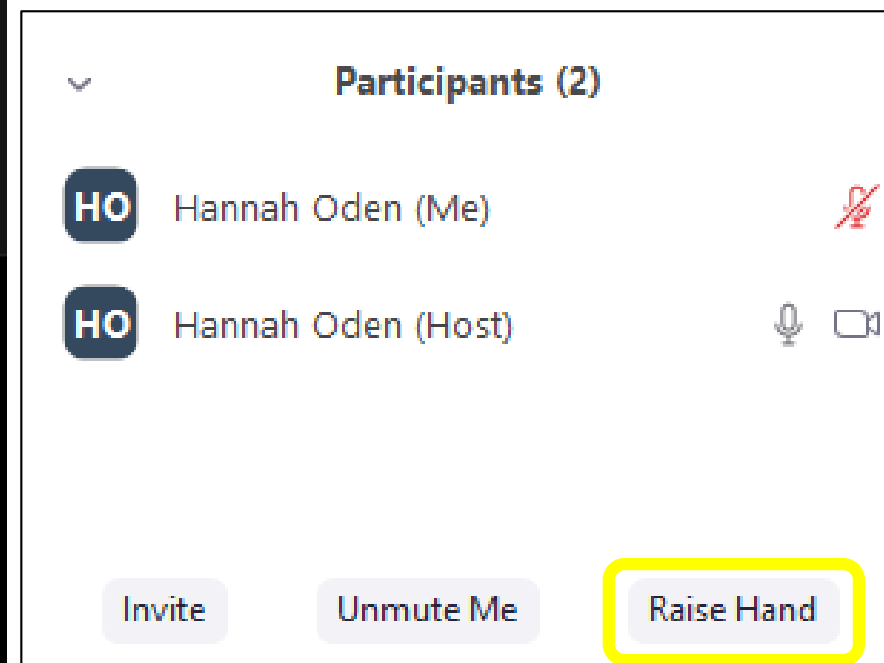 Participants (2)
HO Hannah Oden (Me)
HO Hannah Oden (Host)
Invite Unmute Me Raise Hand